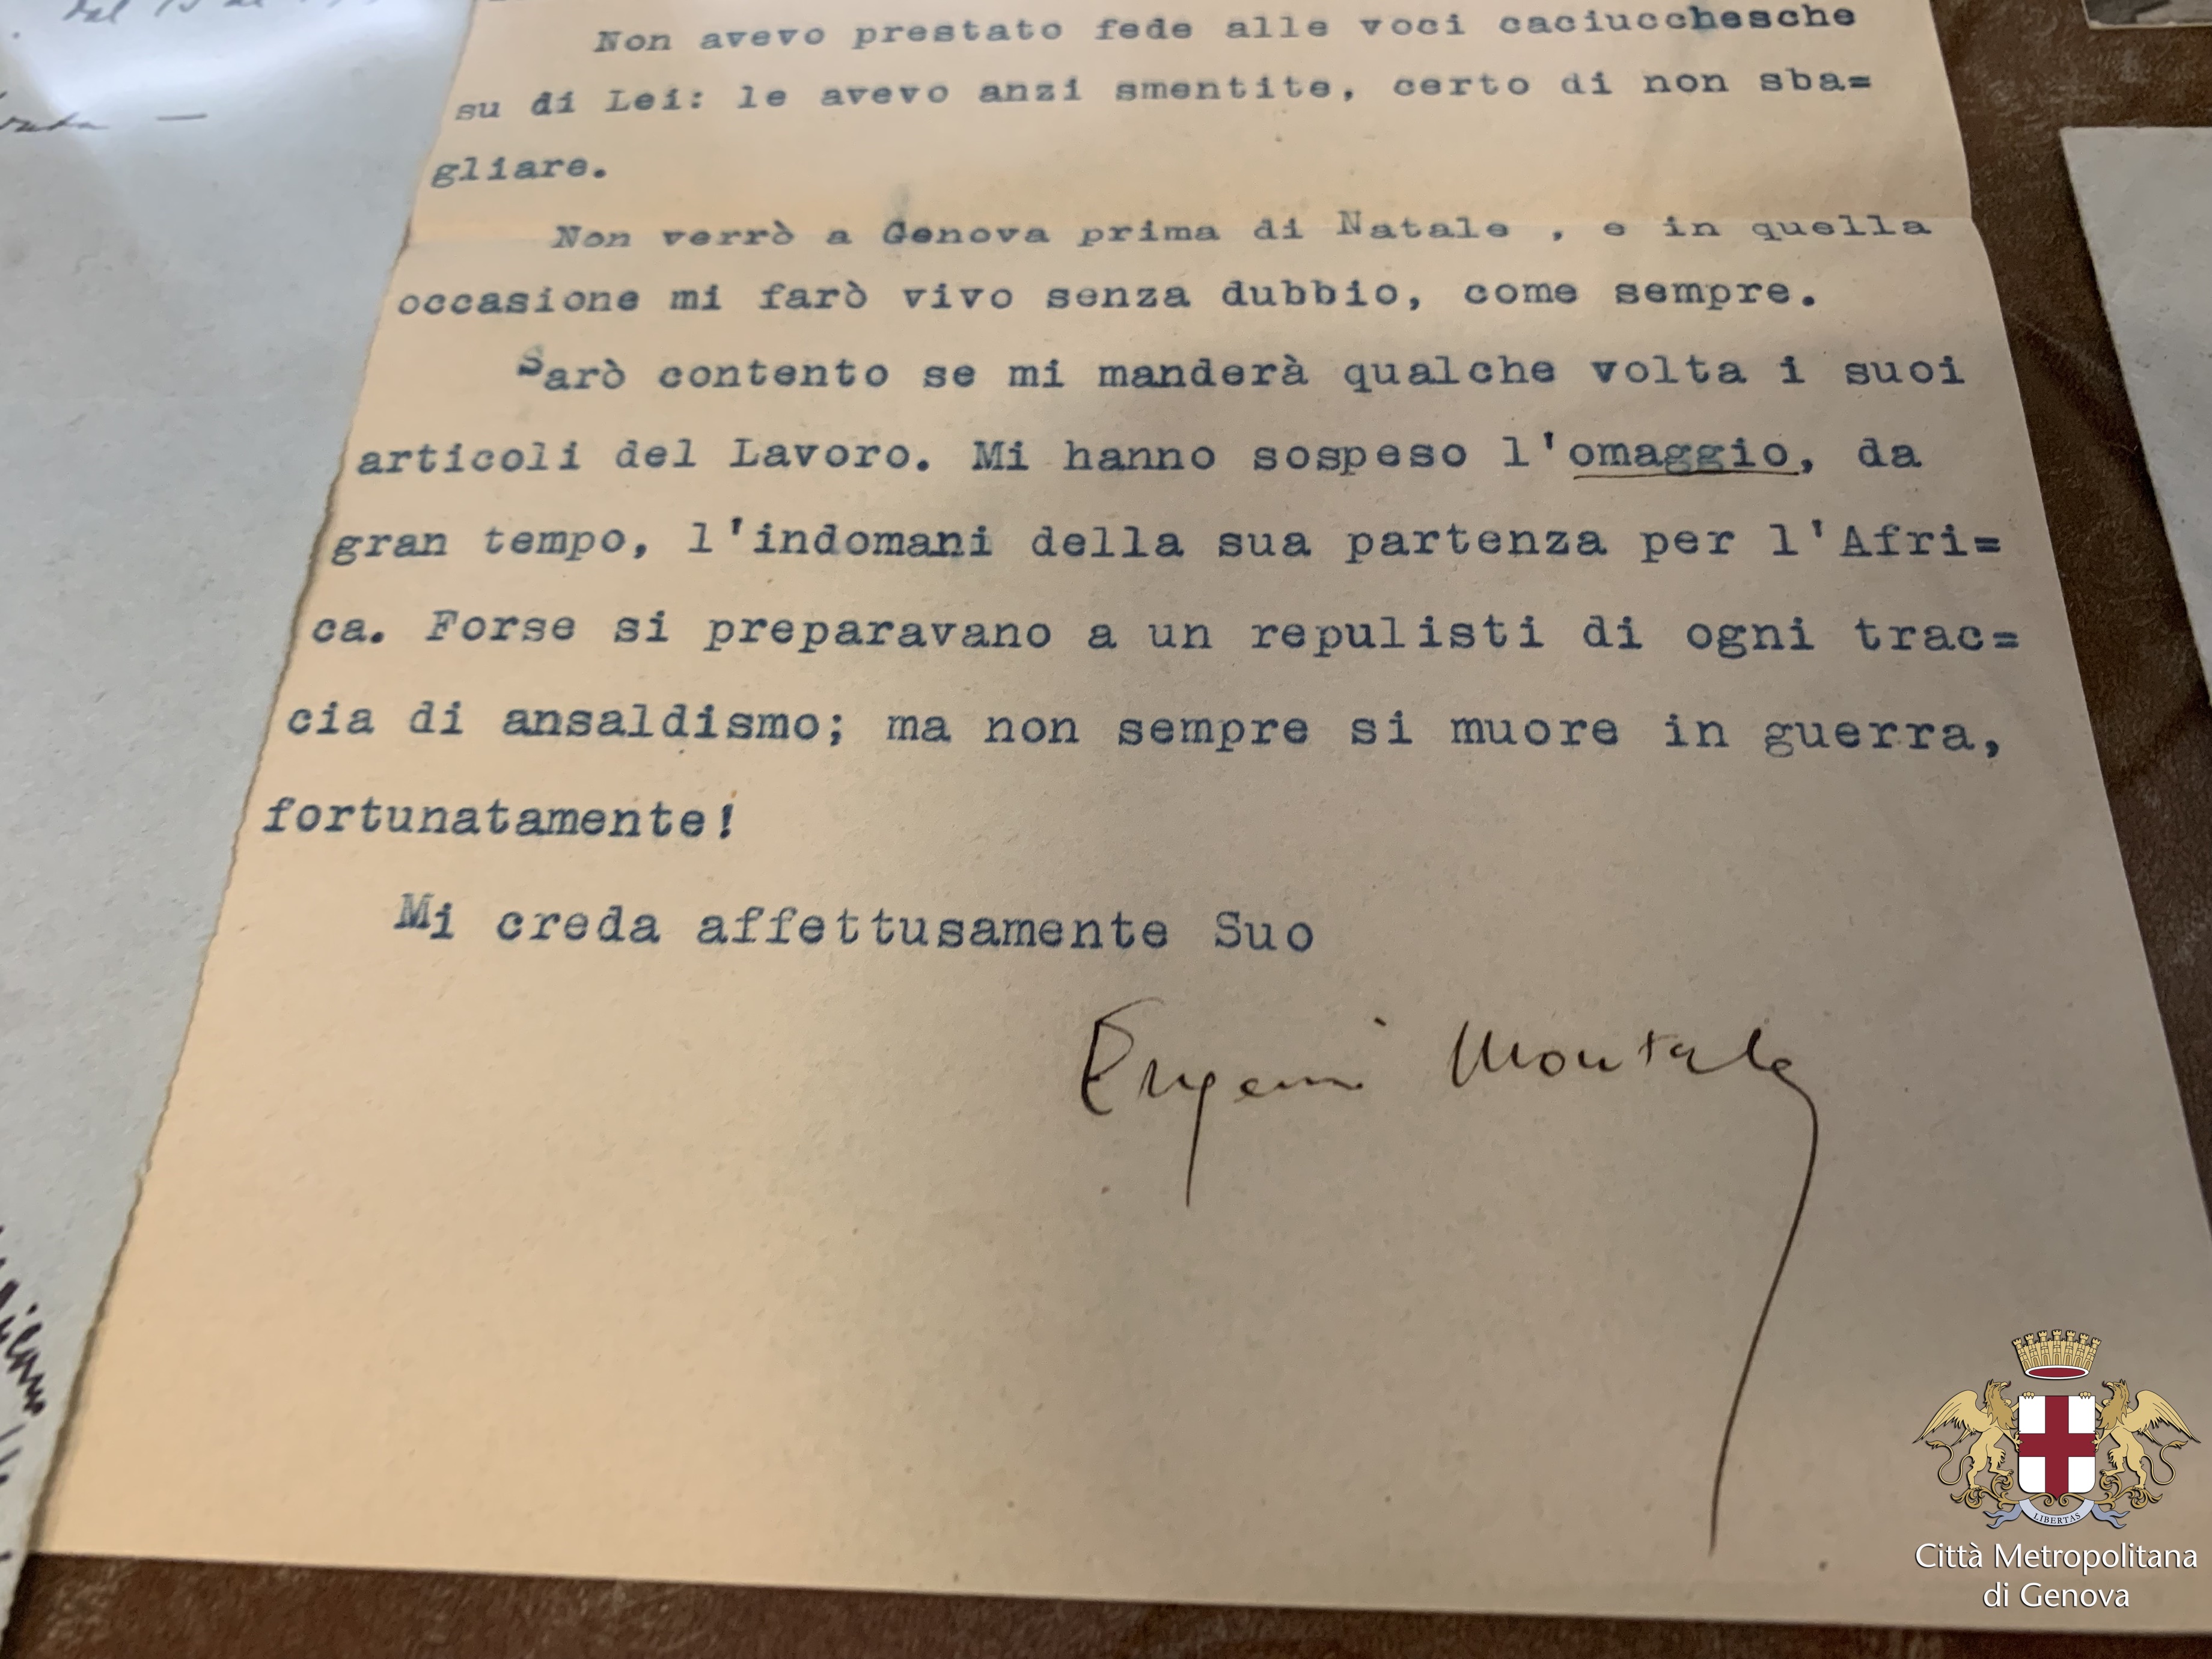 dal
Non avevo prestato fede alle voci caciucchesche
su di Lei: le avevo anzi smentite, certo di non sba=
gliare.
Non verrò a Genova prima di Natale , e in quella
occasione mi farò vivo senza dubbio, come sempre.
Sarò contento se mi manderà qualche volta i suoi
articoli del Lavoro. Mi hanno sospeso l'omaggio, da
gran tempo, l'indomani della sua partenza per l'Afri=
ca. Forse si preparavano a un repulisti di ogni trac=
cia di ansaldismo; ma non sempre si muore in guerra,
fortunatamente!
Mi creda affettusamente Suo
Eugenio Montale
LIBERTAS
Città Metropolitana
di Genova